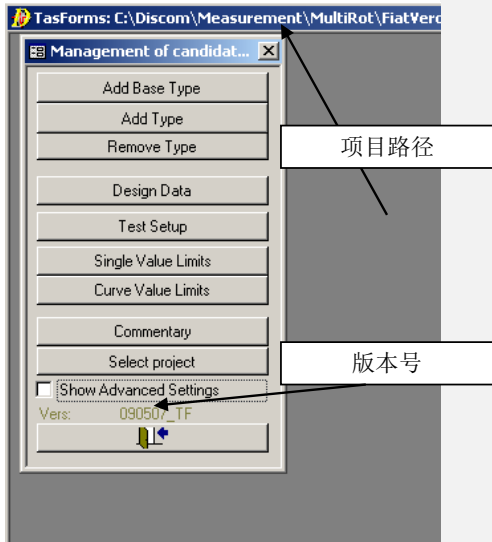 TasForms: C:\Discom\Measurement\MultiRot\FiatVerc
Management of candidat...
Add Base Type
Add Type
Remove Type
项目路径
Design Data
Test Setup
Single Value Limits
Curve Value Limits
Commentary
Select project
版本号
Show Advanced Settings
Vers: 090507_TF